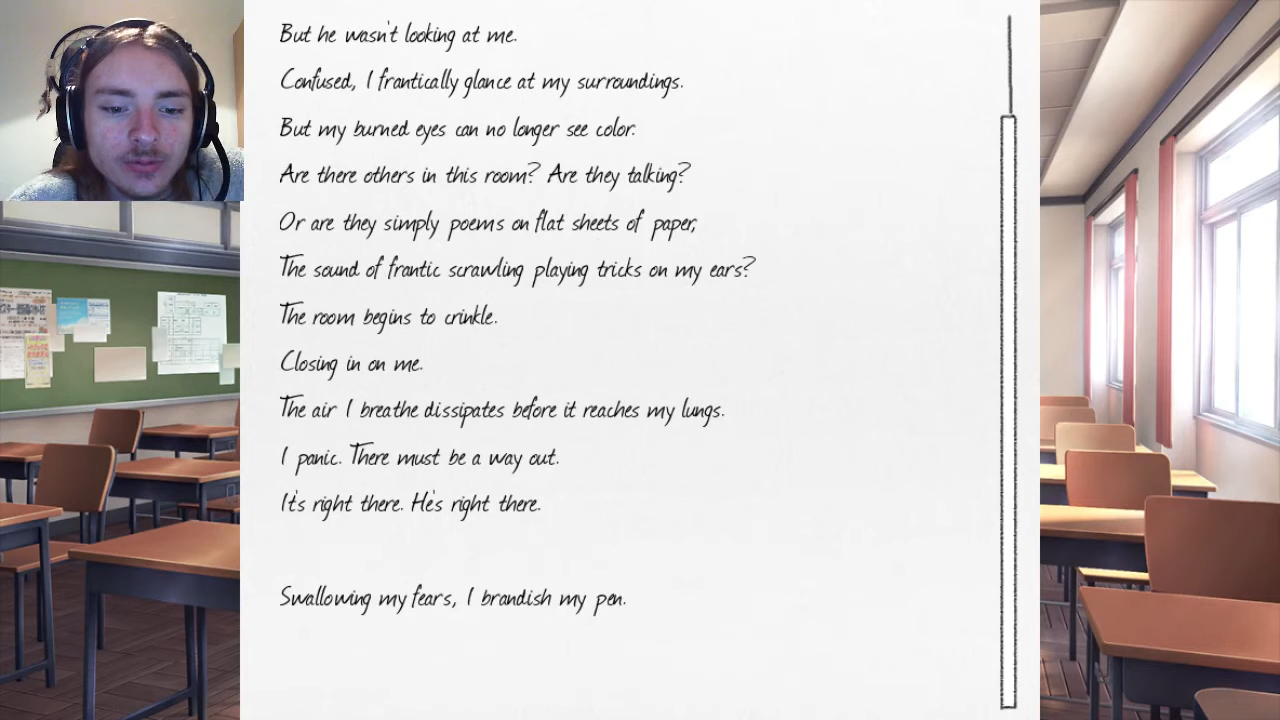 But he wasn't looking at me.
Confused, I frantically glance at my surroundings.
But my burned eyes can no longer see color.
Are there others in this room? Are they talking?
Or are they simply poems on flat sheets of paper,
The sound of frantic scrawling playing tricks on my ears?
The room begins to crinkle.
Closing in on me.
The air I breathe dissipates before it reaches my lungs.
I panic. There must be a way out.
It's right there. He's right there.
Swallowing my fears, I brandish my pen.